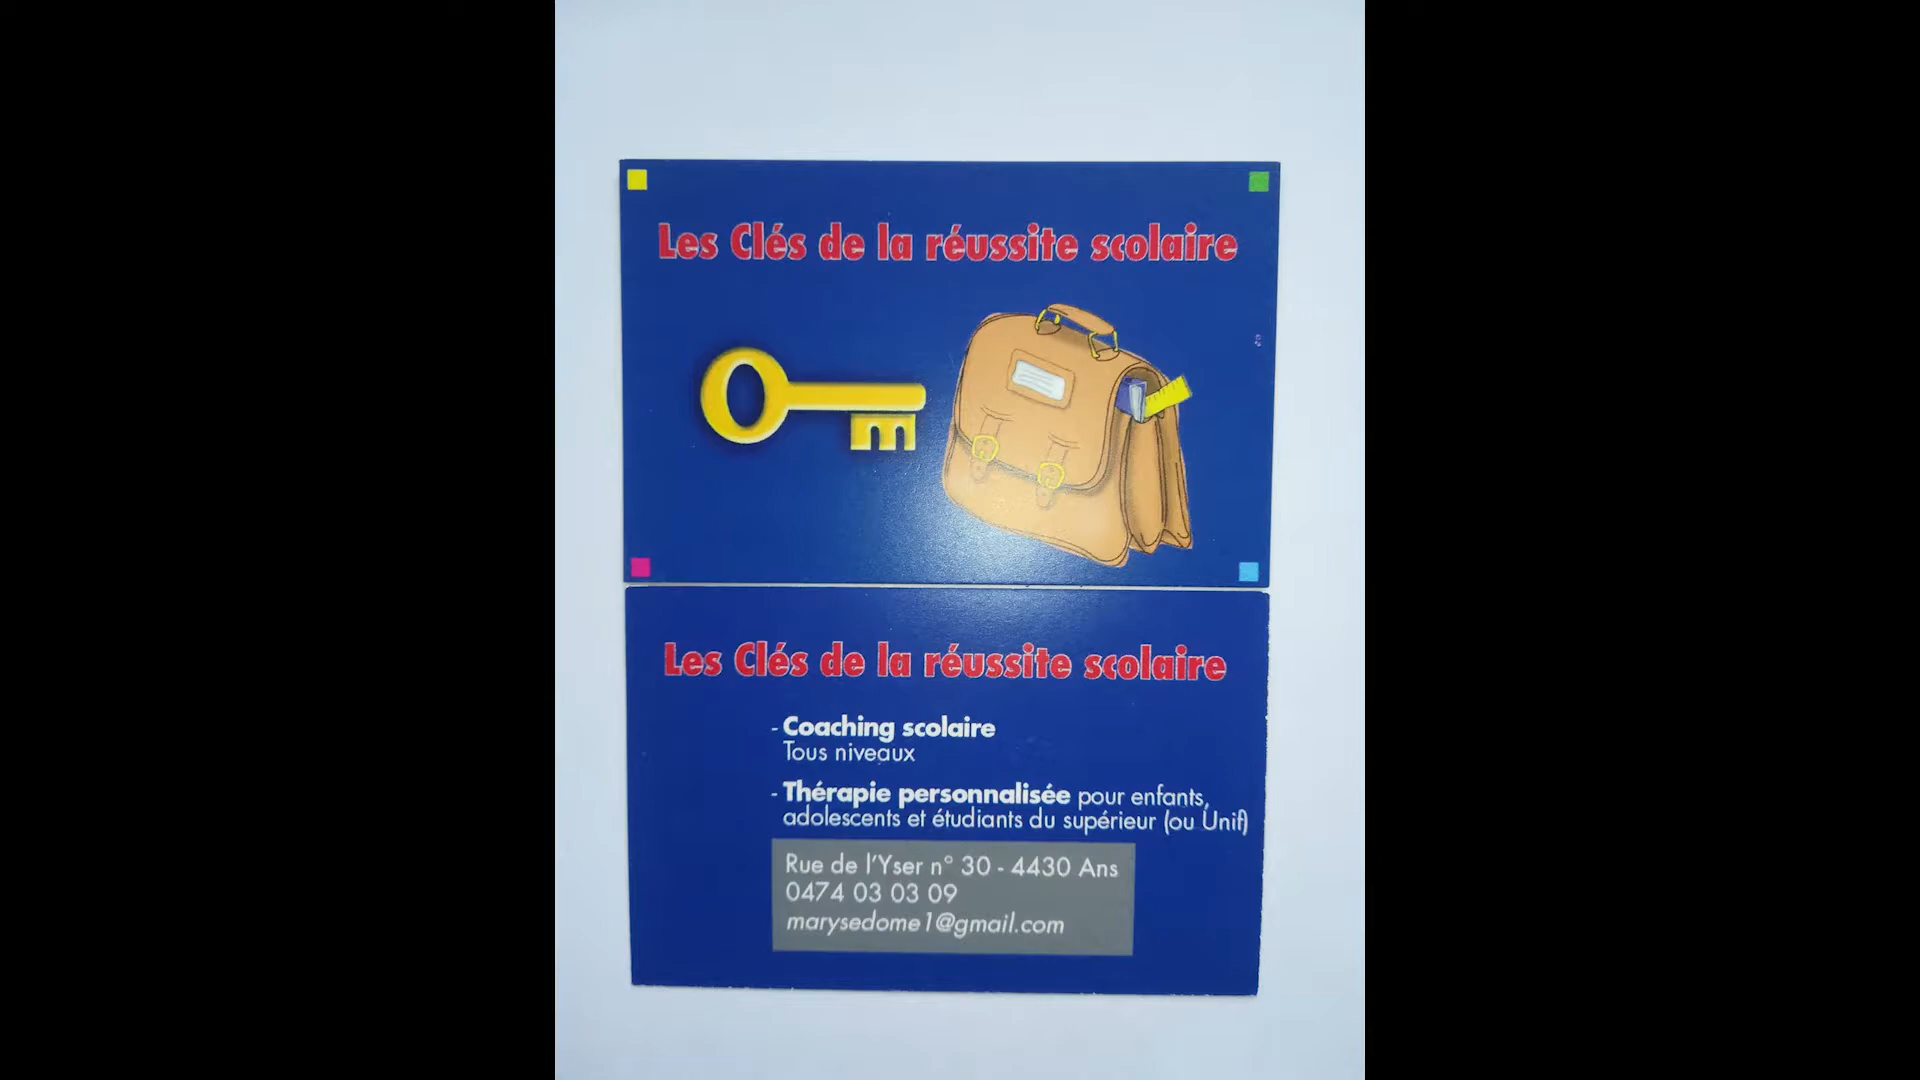 Les Clés de la réussite scolaire
Les Clés de la réussite scolaire
- Coaching scolaire
Tous niveaux
- Thérapie personnalisée pour enfants,
adolescents et étudiants du supérieur (ou Unif)
Rue de l'Yser n° 30 - 4430 Ans
0474 03 03 09
marysedome1@gmail.com